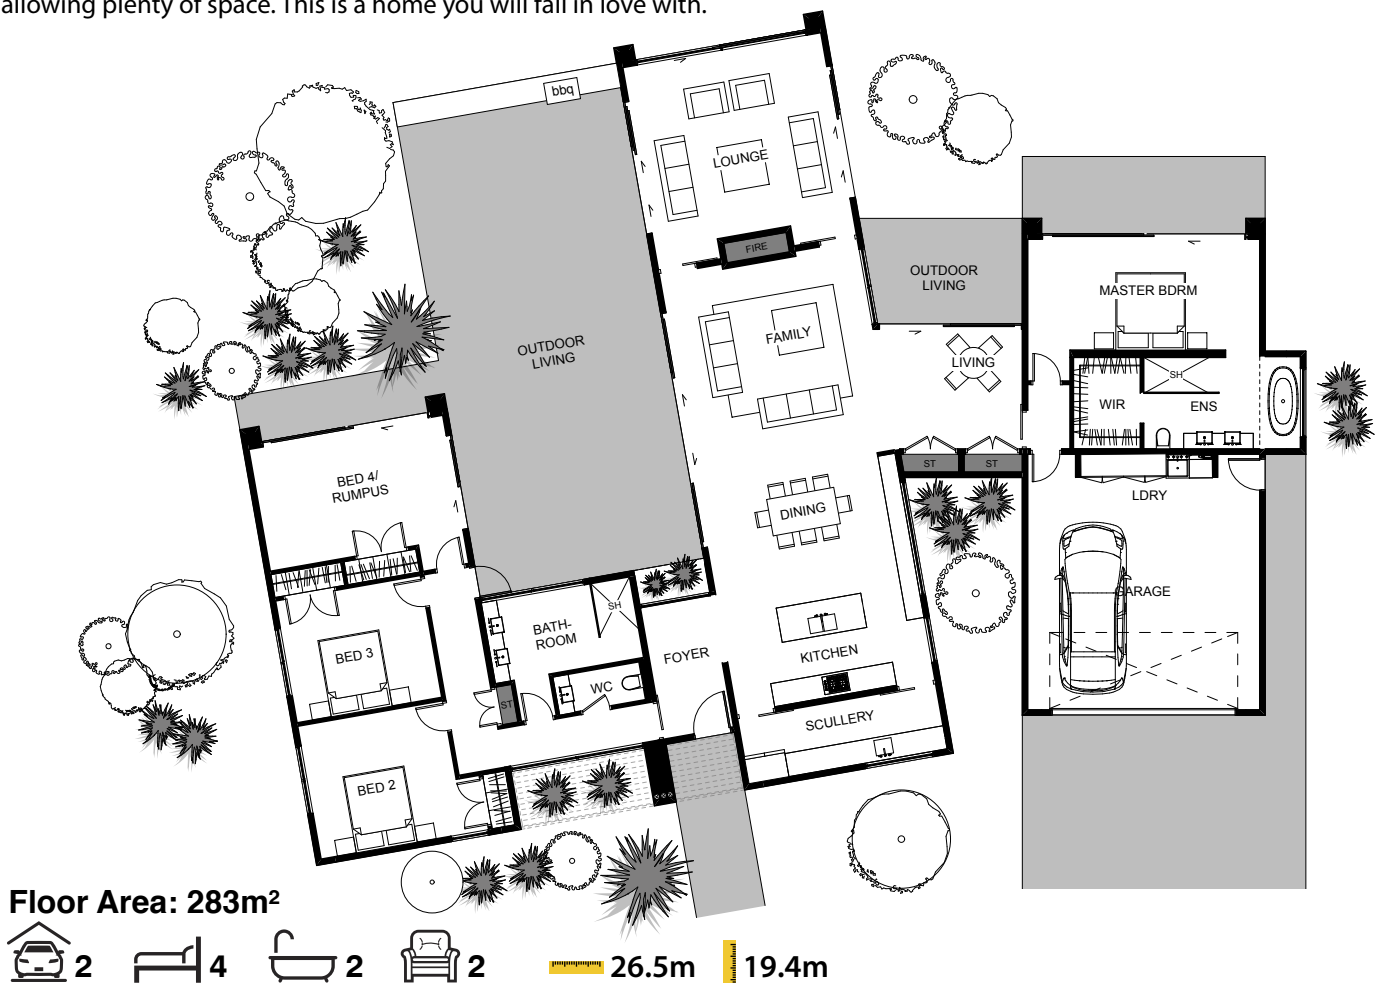 allowing plenty of space. This is a home you will fall in love with.
bbq
LOUNGE
FIRE
OUTDOOR
LIVING
MASTER BDRM
FAMILY
OUTDOOR
LIVING
LIVING
SH
WIR
ENS
ST
ST
BED 4/
RUMPUS
LDRY
DINING
GARAGE
SH
BATH-
ROOM
BED 3
FOYER
KITCHEN
WC
ST
SCULLERY
BED 2
Floor Area: 283m²
2
4
2
2
26.5m
19.4m